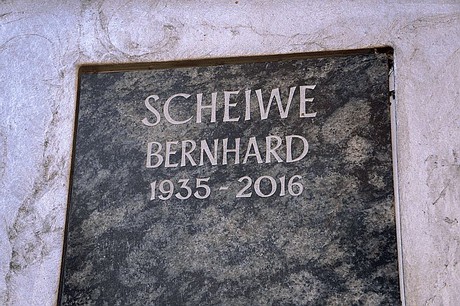 SCHEIWE
BERNHARD
1935 - 2016